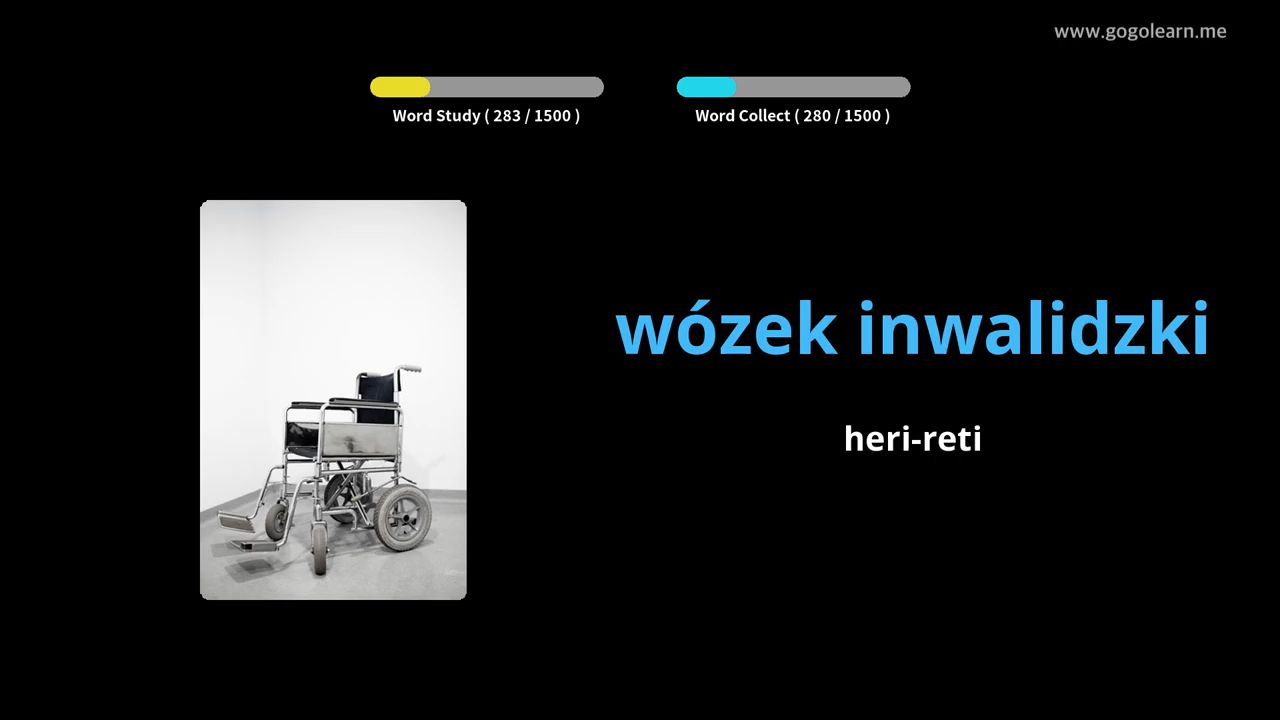 www.gogolearn.me
Word Study ( 283 / 1500 )
Word Collect ( 280 / 1500 )
wózek inwalidzki
heri-reti